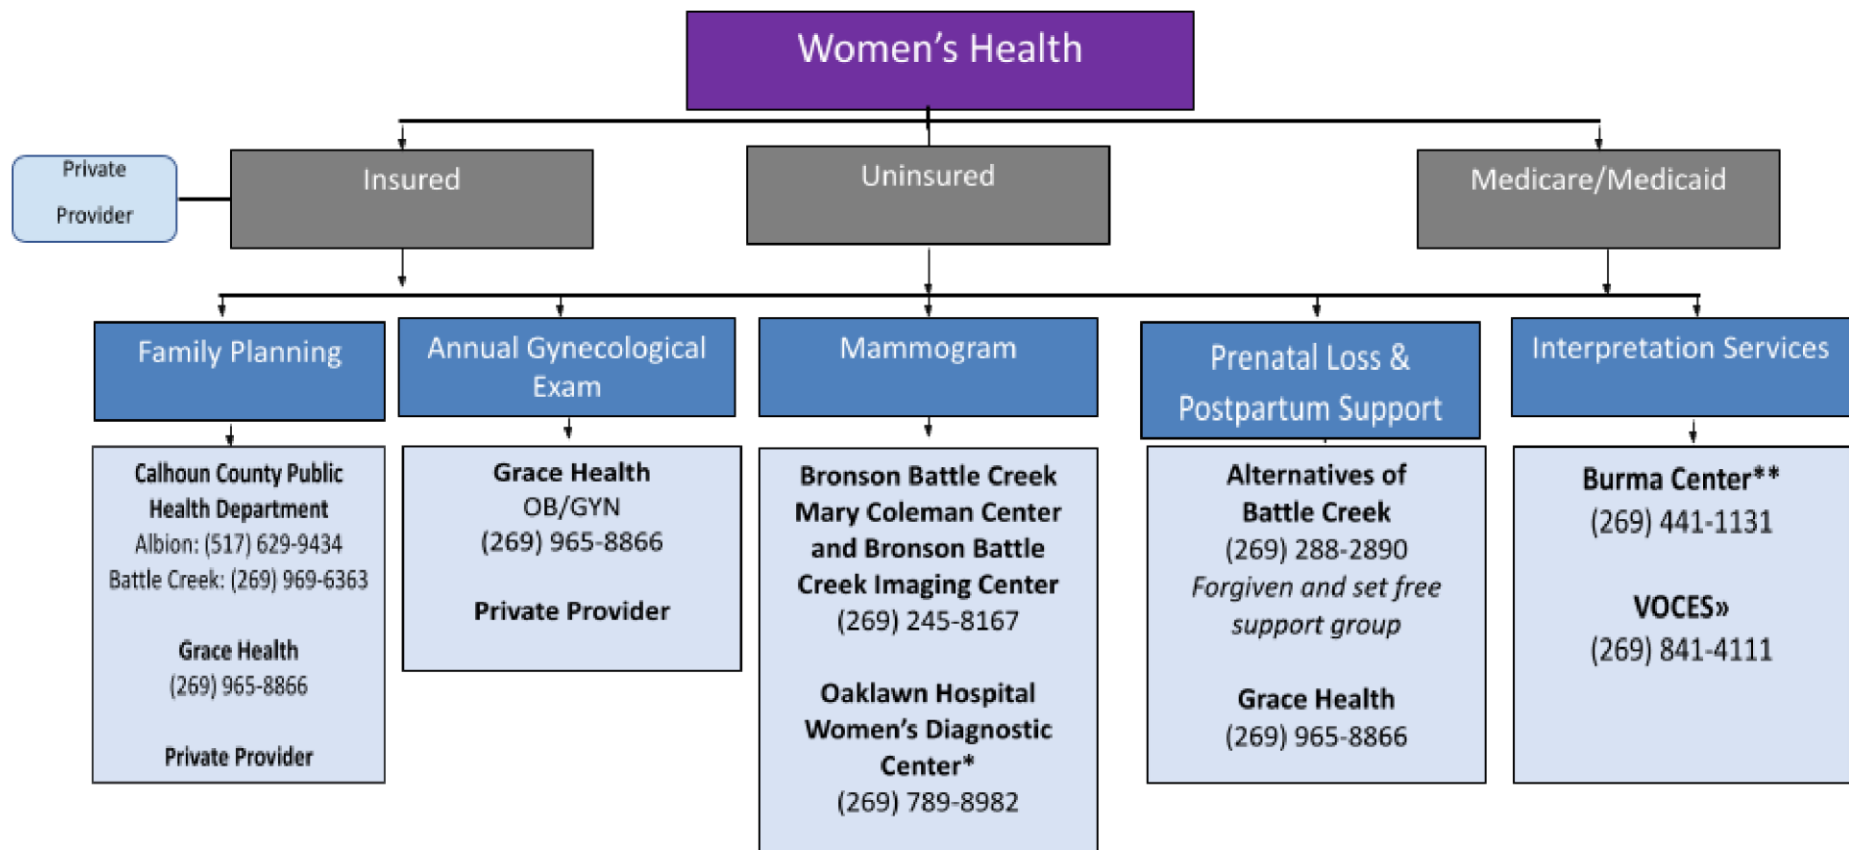 Women’s Health
Private
Provider
Insured
Uninsured
Medicare/Medicaid
Family Planning
Annual Gynecological
Exam
Mammogram
Prenatal Loss &
Postpartum Support
Interpretation Services
Calhoun County Public
Health Department
Albion: (517) 629-9434
Battle Creek: (269) 969-6363
Grace Health
(269) 965-8866
Private Provider
Grace Health
OB/GYN
(269) 965-8866
Private Provider
Bronson Battle Creek
Mary Coleman Center
and Bronson Battle
Creek Imaging Center
(269) 245-8167
Oaklawn Hospital
Women’s Diagnostic
Center*
(269) 789-8982
Alternatives of
Battle Creek
(269) 288-2890
Forgiven and set free
support group
Grace Health
(269) 965-8866
Burma Center**
(269) 441-1131
VOCES»
(269) 841-4111